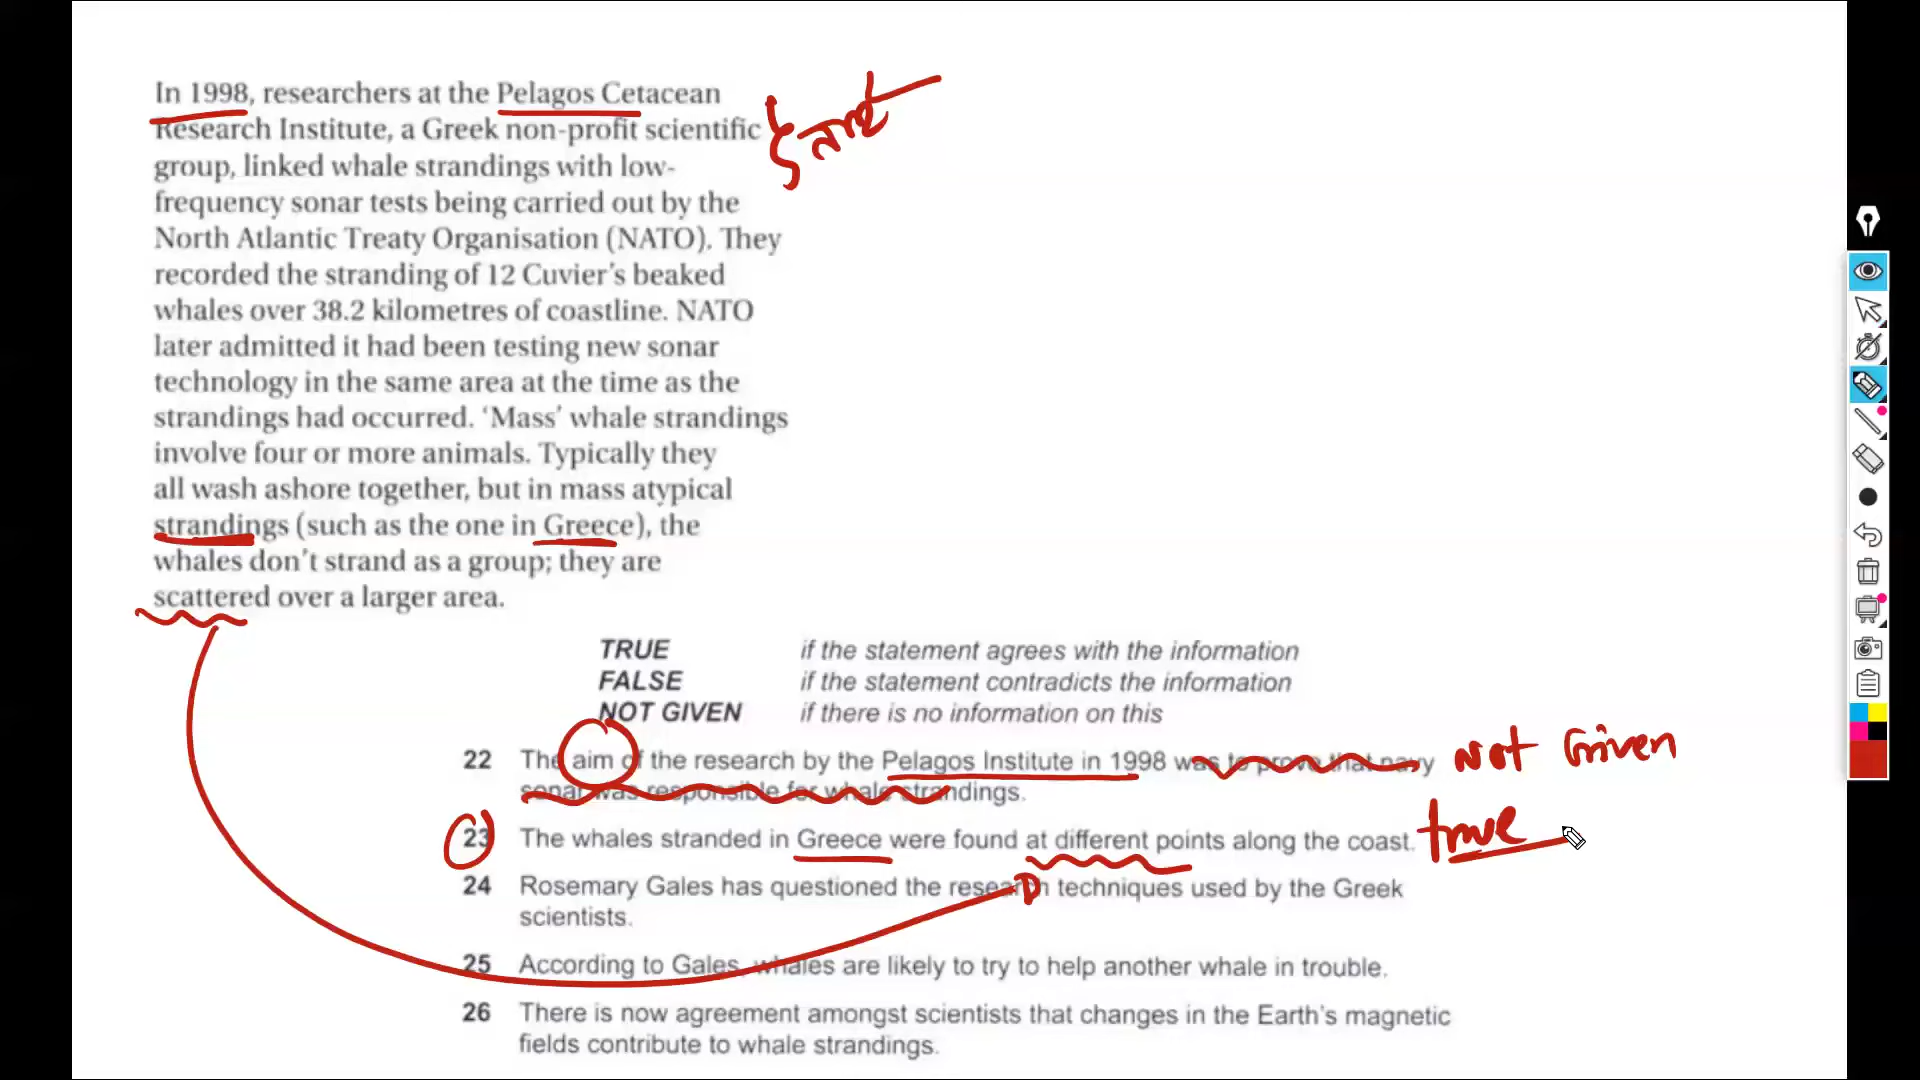 In 1998, researchers at the Pelagos Cetacean
Research Institute, a Greek non-profit scientific
group, linked whale strandings with low-
frequency sonar tests being carried out by the
North Atlantic Treaty Organisation (NATO). They
recorded the stranding of 12 Cuvier's beaked
whales over 38.2 kilometres of coastline. NATO
later admitted it had been testing new sonar
technology in the same area at the time as the
strandings had occurred. 'Mass' whale strandings
involve four or more animals. Typically they
all wash ashore together, but in mass atypical
strandings (such as the one in Greece), the
whales don't strand as a group; they are
scattered over a larger area.
TRUE if the statement agrees with the information
FALSE if the statement contradicts the information
NOT GIVEN if there is no information on this
22 The aim of the research by the Pelagos Institute in 1998 was to prove that navy Not Given
sonar was responsible for whale strandings.
23 The whales stranded in Greece were found at different points along the coast. true
24 Rosemary Gales has questioned the research techniques used by the Greek
scientists.
25 According to Gales, whales are likely to try to help another whale in trouble.
26 There is now agreement amongst scientists that changes in the Earth's magnetic
fields contribute to whale strandings.